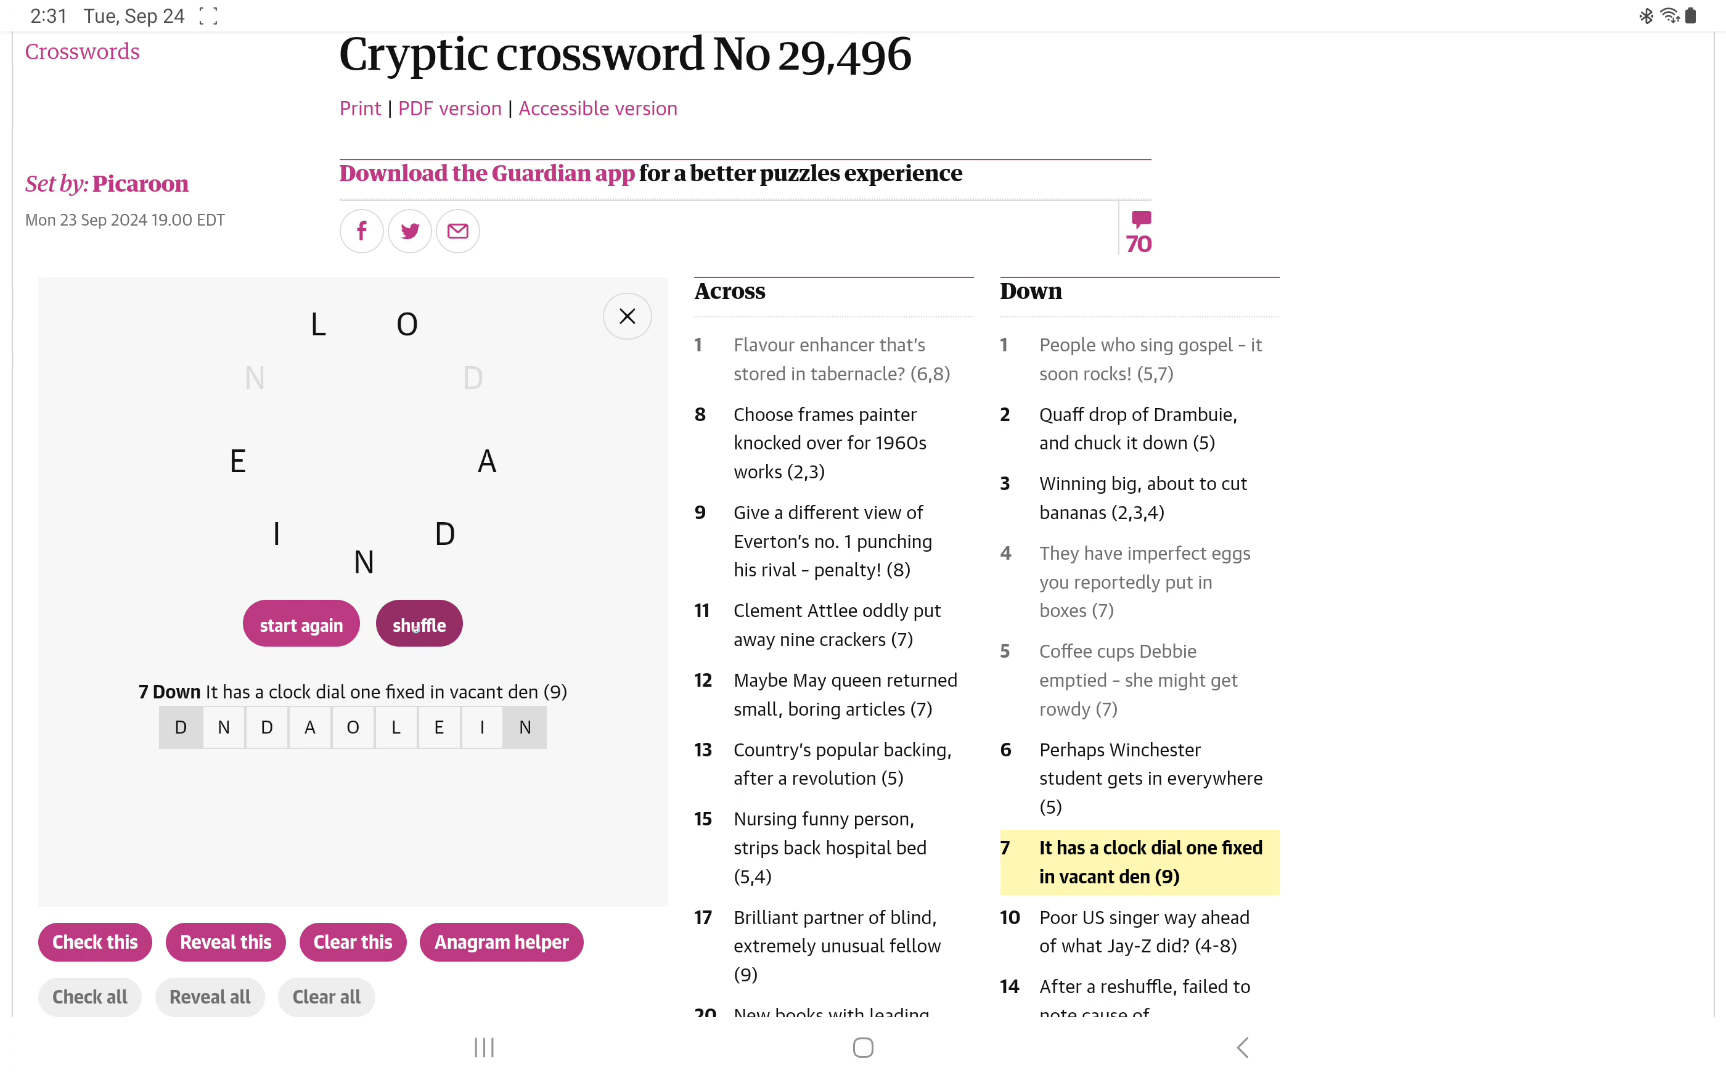 2:31 Tue, Sep 24
Crosswords
Cryptic crossword No 29,496
Print | PDF version | Accessible version
Set by: Picaroon
Mon 23 Sep 2024 19.00 EDT
Download the Guardian app for a better puzzles experience
70
L O
N D
E A
I D
N
start again
shuffle
7 Down It has a clock dial one fixed in vacant den (9)
D N D A O L E I N
Check this
Reveal this
Clear this
Anagram helper
Check all
Reveal all
Clear all
Across
1 Flavour enhancer that's
stored in tabernacle? (6,8)
8 Choose frames painter
knocked over for 1960s
works (2,3)
9 Give a different view of
Everton's no. 1 punching
his rival – penalty! (8)
11 Clement Attlee oddly put
away nine crackers (7)
12 Maybe May queen returned
small, boring articles (7)
13 Country's popular backing,
after a revolution (5)
15 Nursing funny person,
strips back hospital bed
(5,4)
17 Brilliant partner of blind,
extremely unusual fellow
(9)
20 New books with leading
Down
1 People who sing gospel – it
soon rocks! (5,7)
2 Quaff drop of Drambuie,
and chuck it down (5)
3 Winning big, about to cut
bananas (2,3,4)
4 They have imperfect eggs
you reportedly put in
boxes (7)
5 Coffee cups Debbie
emptied – she might get
rowdy (7)
6 Perhaps Winchester
student gets in everywhere
(5)
7 It has a clock dial one fixed
in vacant den (9)
10 Poor US singer way ahead
of what Jay-Z did? (4-8)
14 After a reshuffle, failed to
note cause of